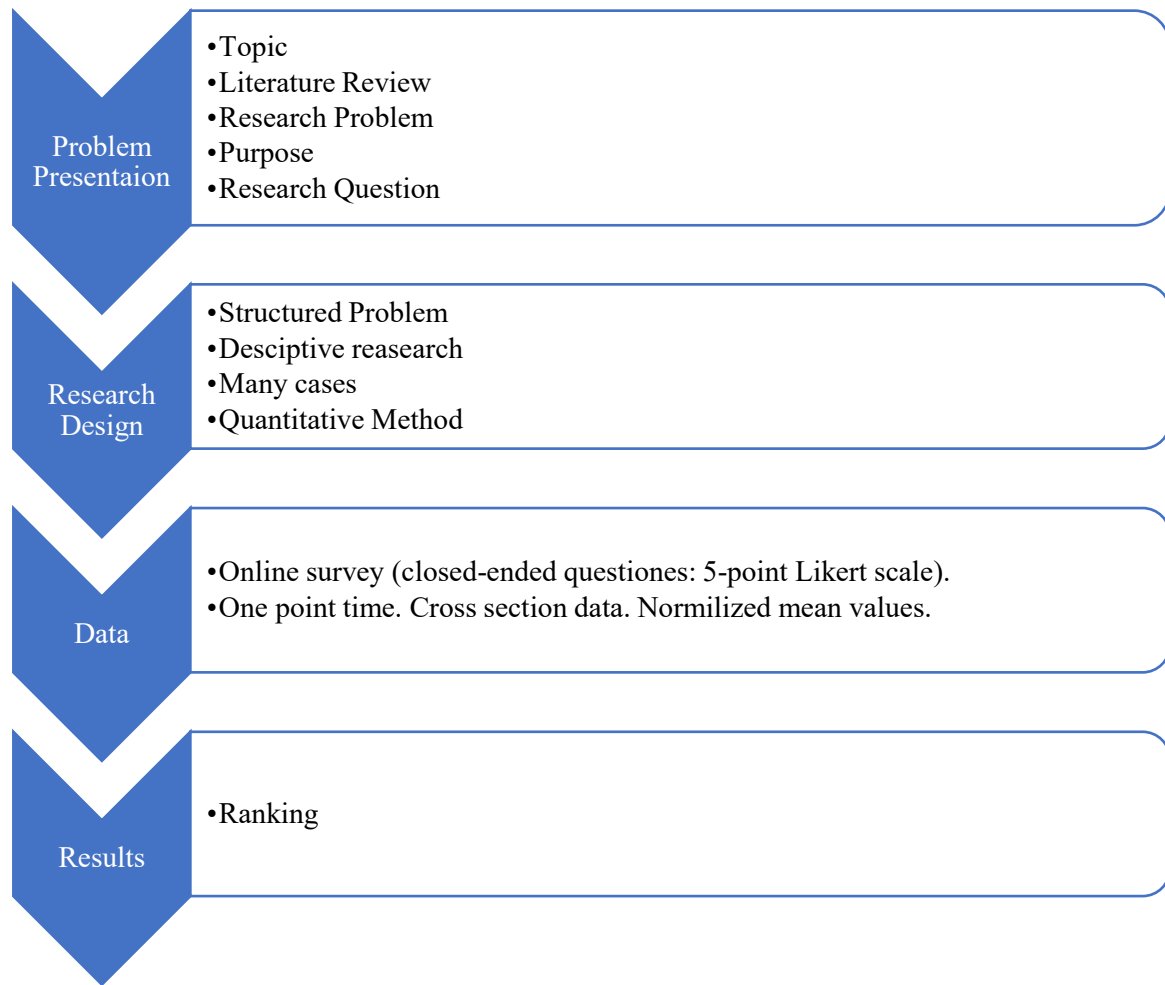 Problem
Presentaion
•Topic
•Literature Review
•Research Problem
•Purpose
•Research Question
Research
Design
•Structured Problem
•Desciptive reasearch
•Many cases
•Quantitative Method
Data
•Online survey (closed-ended questiones: 5-point Likert scale).
•One point time. Cross section data. Normilized mean values.
Results
•Ranking